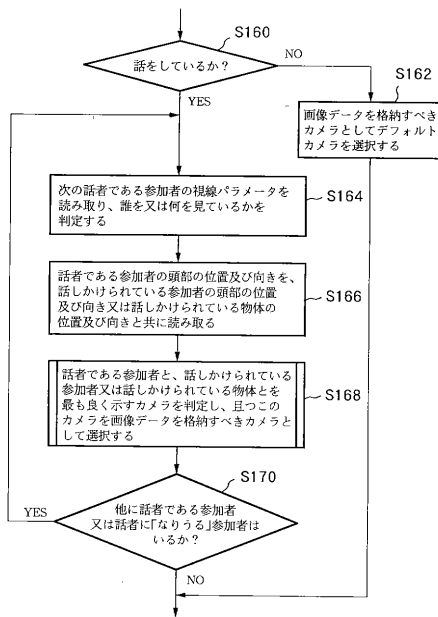 S160
話をしているか？
NO
YES
S162
画像データを格納すべき
カメラとしてデフォルト
カメラを選択する
次の話者である参加者の視線パラメータを
読み取り、誰を又は何を見ているかを
判定する
S164
話者である参加者の頭部の位置及び向きを、
話しかけられている参加者の頭部の位置
及び向き又は話しかけられている物体の
位置及び向きと共に読み取る
S166
話者である参加者と、話しかけられている
参加者又は話しかけられている物体とを
最も良く示すカメラを判定し、且つこの
カメラを画像データを格納すべきカメラと
して選択する
S168
S170
他に話者である参加者
又は話者に「なりうる」参加者は
いるか？
YES
NO